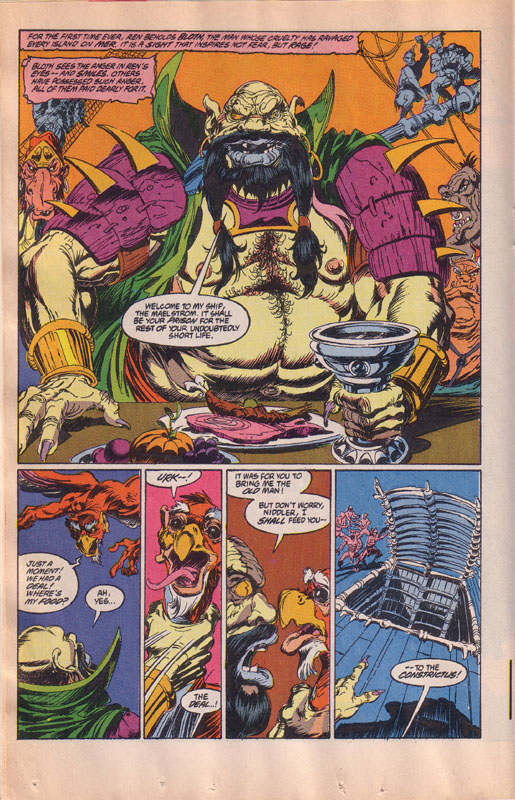 FOR THE FIRST TIME EVER, REN BEHOLDS BLOTH, THE MAN WHOSE CRUELTY HAS RAVAGED
EVERY ISLAND ON MER. IT IS A SIGHT THAT INSPIRES NOT FEAR, BUT RAGE!
BLOTH SEES THE ANGER IN REN'S
EYES-- AND SMILES. OTHERS
HAVE POSSESSED SUCH ANGER.
ALL OF THEM PAID DEARLY FOR IT.
WELCOME TO MY SHIP,
THE MAELSTROM. IT SHALL
BE YOUR PRISON FOR THE
REST OF YOUR UNDOUBTEDLY
SHORT LIFE.
JUST A
MOMENT!
WE HAD A
DEAL!
WHERE'S
MY FOOD?
AH,
YES...
URK--!
THE
DEAL..!
IT WAS FOR YOU TO
BRING ME THE
OLD MAN!
BUT DON'T WORRY,
NIDDLER, I
SHALL FEED YOU--
-- TO THE
CONSTRICTUS!